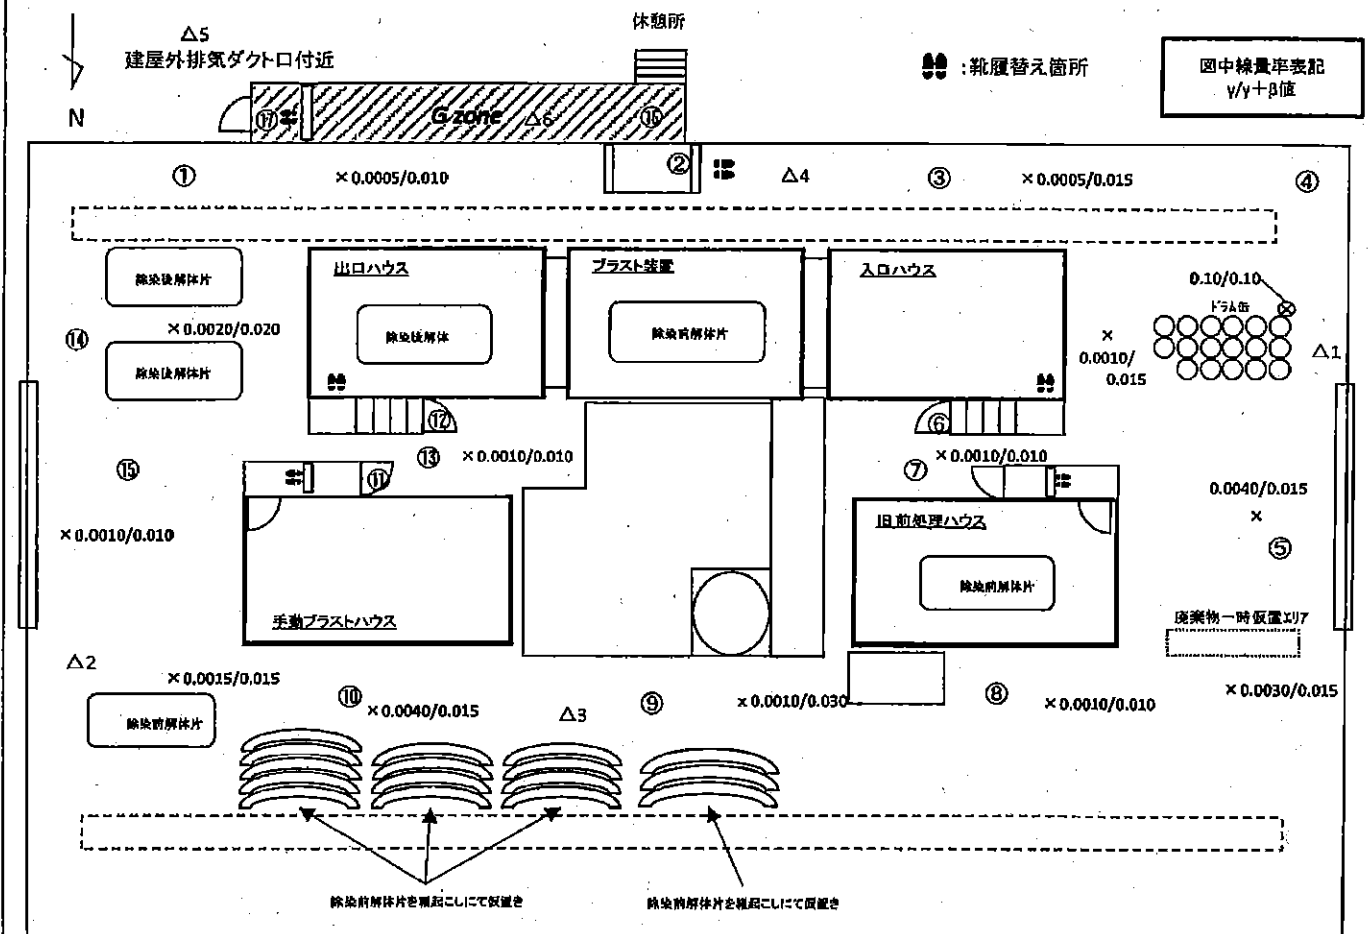 休憩所
△5
建屋外排気ダクト口付近
:靴履替え箇所
図中線量率表記
γ/γ+β値
N
⑰
G zone
△6
⑯
①
×0.0005/0.010
②
△4
③
×0.0005/0.015
④
除染後解体片
出口ハウス
ブラスト装置
入口ハウス
0.10/0.10
ドラム缶
⑭
×0.0020/0.020
除染後解体
除染前解体片
×
0.0010/
0.015
△1
除染後解体片
⑫
⑥
⑬
×0.0010/0.010
×0.0010/0.010
⑮
⑪
⑦
0.0040/0.015
×
×0.0010/0.010
旧前処理ハウス
⑤
除染前解体片
手動ブラストハウス
廃棄物一時仮置エリア
△2
×0.0015/0.015
⑩
×0.0040/0.015
△3
⑨
×0.0010/0.030
⑧
×0.0010/0.010
×0.0030/0.015
除染前解体片
除染前解体片を縦起こしにて仮置き
除染前解体片を縦起こしにて仮置き